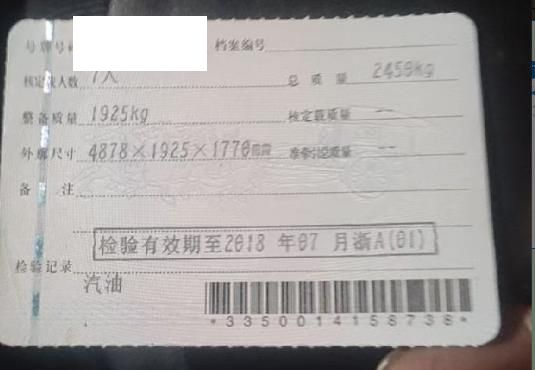 号牌号码 档案编号
核定载人数 7人 总质量 2450kg
整备质量 1925kg 核定载质量 --
外廓尺寸 4878×1925×1770mm 准牵引总质量 --
备注
检验有效期至2018 年07 月浙A(01)
检验记录
汽油
*3350014158738*